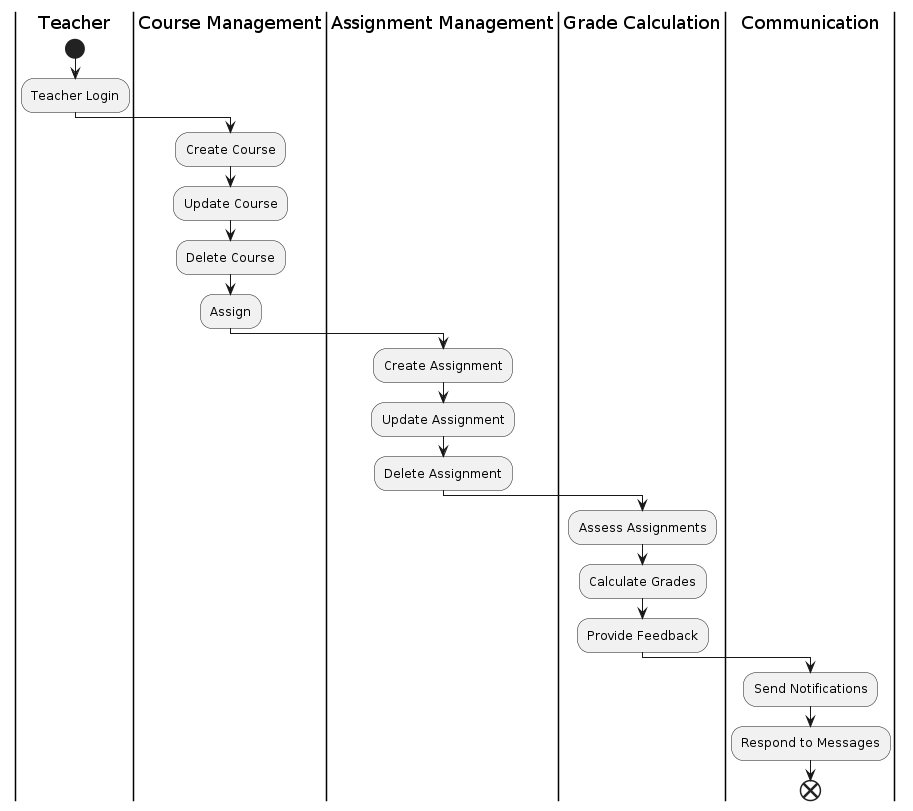 Teacher
Course Management
Assignment Management
Grade Calculation
Communication
Teacher Login
Create Course
Update Course
Delete Course
Assign
Create Assignment
Update Assignment
Delete Assignment
Assess Assignments
Calculate Grades
Provide Feedback
Send Notifications
Respond to Messages